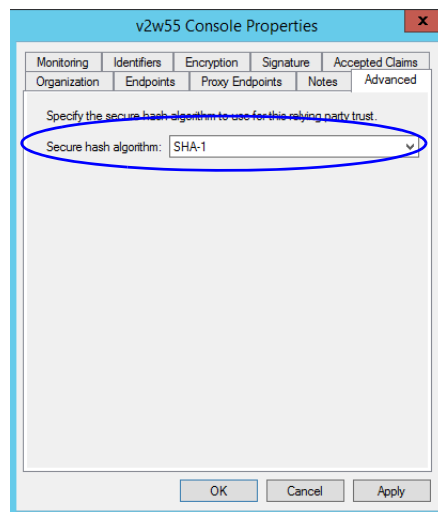 v2w55 Console Properties
x
Monitoring Identifiers Encryption Signature Accepted Claims
Organization Endpoints Proxy Endpoints Notes Advanced
Specify the secure hash algorithm to use for this relying party trust.
Secure hash algorithm: SHA-1
OK Cancel Apply